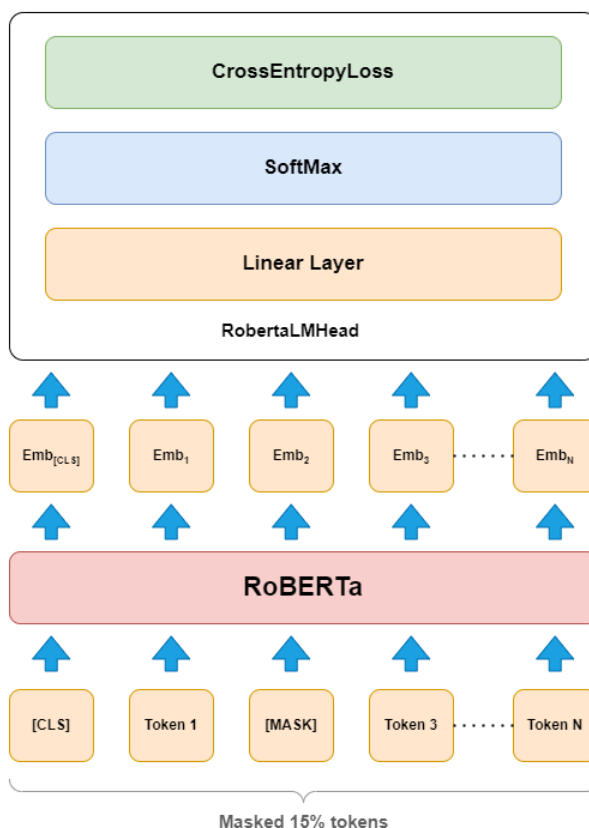 CrossEntropyLoss
SoftMax
Linear Layer
RobertaLMHead
Emb[CLS] Emb1 Emb2 Emb3 ....... EmbN
RoBERTa
[CLS] Token 1 [MASK] Token 3 ....... Token N
Masked 15% tokens